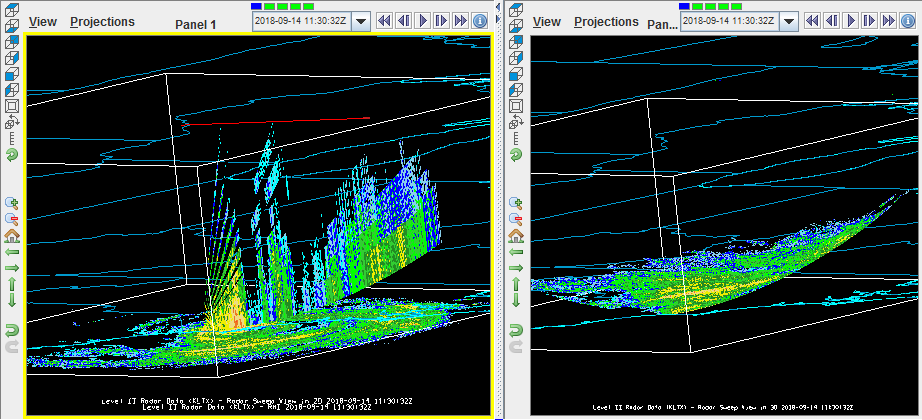 View Projections Panel 1 2018-09-14 11:30:32Z
Level II Radar Data (KLTX) - Radar Sweep View in 2D 2018-09-14 11:30:32Z
Level II Radar Data (KLTX) - RHI 2018-09-14 11:30:32Z
View Projections Pan... 2018-09-14 11:30:32Z
Level II Radar Data (KLTX) - Radar Sweep View in 3D 2018-09-14 11:30:32Z